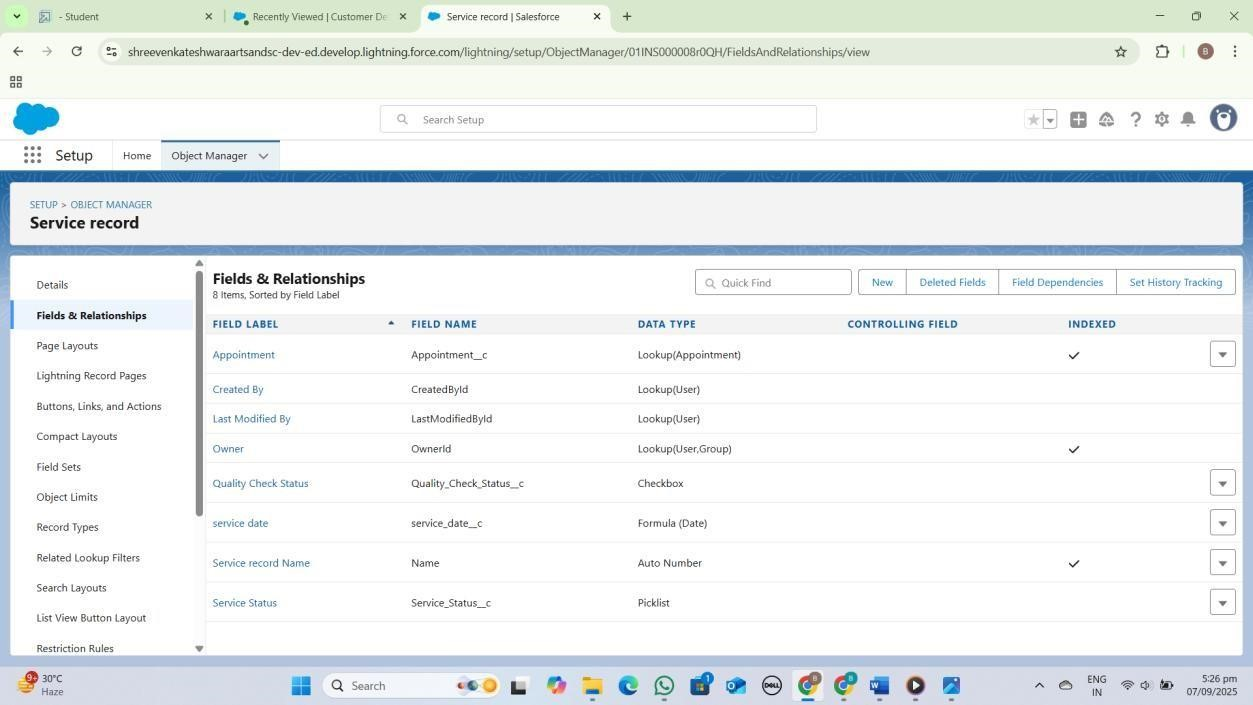 - Student
Recently Viewed | Customer De
Service record | Salesforce
shreevenkateshwaraartsandsc-dev-ed.develop.lightning.force.com/lightning/setup/ObjectManager/01INS000008r0QH/FieldsAndRelationships/view
B
Search Setup
Setup
Home
Object Manager
SETUP > OBJECT MANAGER
Service record
Details
Fields & Relationships
Page Layouts
Lightning Record Pages
Buttons, Links, and Actions
Compact Layouts
Field Sets
Object Limits
Record Types
Related Lookup Filters
Search Layouts
List View Button Layout
Restriction Rules
Fields & Relationships
8 Items, Sorted by Field Label
Quick Find
New
Deleted Fields
Field Dependencies
Set History Tracking
FIELD LABEL FIELD NAME DATA TYPE CONTROLLING FIELD INDEXED
Appointment Appointment__c Lookup(Appointment)
Created By CreatedById Lookup(User)
Last Modified By LastModifiedById Lookup(User)
Owner OwnerId Lookup(User,Group)
Quality Check Status Quality_Check_Status__c Checkbox
service date service_date__c Formula (Date)
Service record Name Name Auto Number
Service Status Service_Status__c Picklist
9+
30°C
Haze
Search
1
DELL
B
B
ENG
IN
5:26 pm
07/09/2025